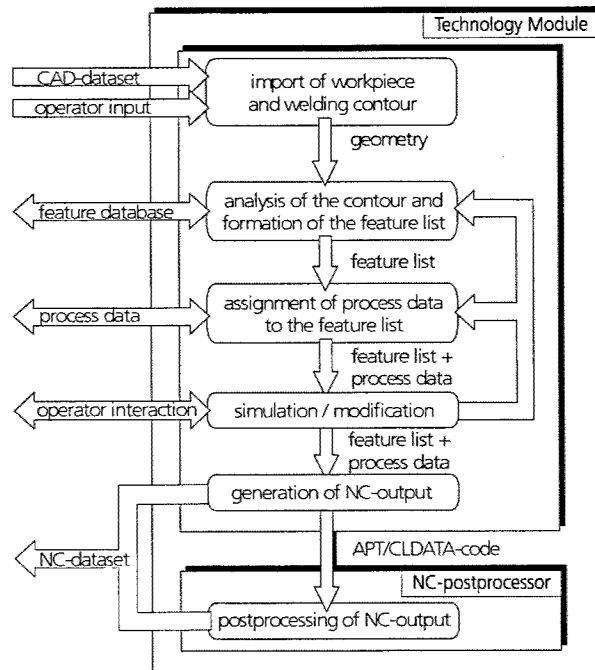 Technology Module
CAD-dataset
operator input
import of workpiece
and welding contour
geometry
feature database
analysis of the contour and
formation of the feature list
feature list
process data
assignment of process data
to the feature list
feature list +
process data
operator interaction
simulation / modification
feature list +
process data
generation of NC-output
NC-dataset
APT/CLDATA-code
NC-postprocessor
postprocessing of NC-output